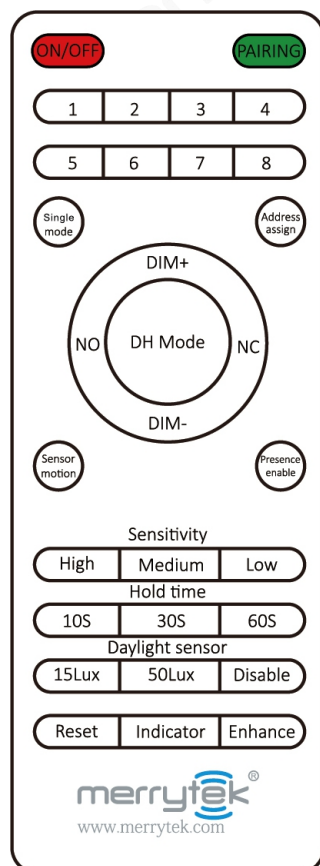 ON/OFF PAIRING
1 2 3 4
5 6 7 8
Single mode Address assign
DIM+
NO DH Mode NC
DIM-
Sensor motion Presence enable
Sensitivity
High Medium Low
Hold time
10S 30S 60S
Daylight sensor
15Lux 50Lux Disable
Reset Indicator Enhance
merrytek®
www.merrytek.com